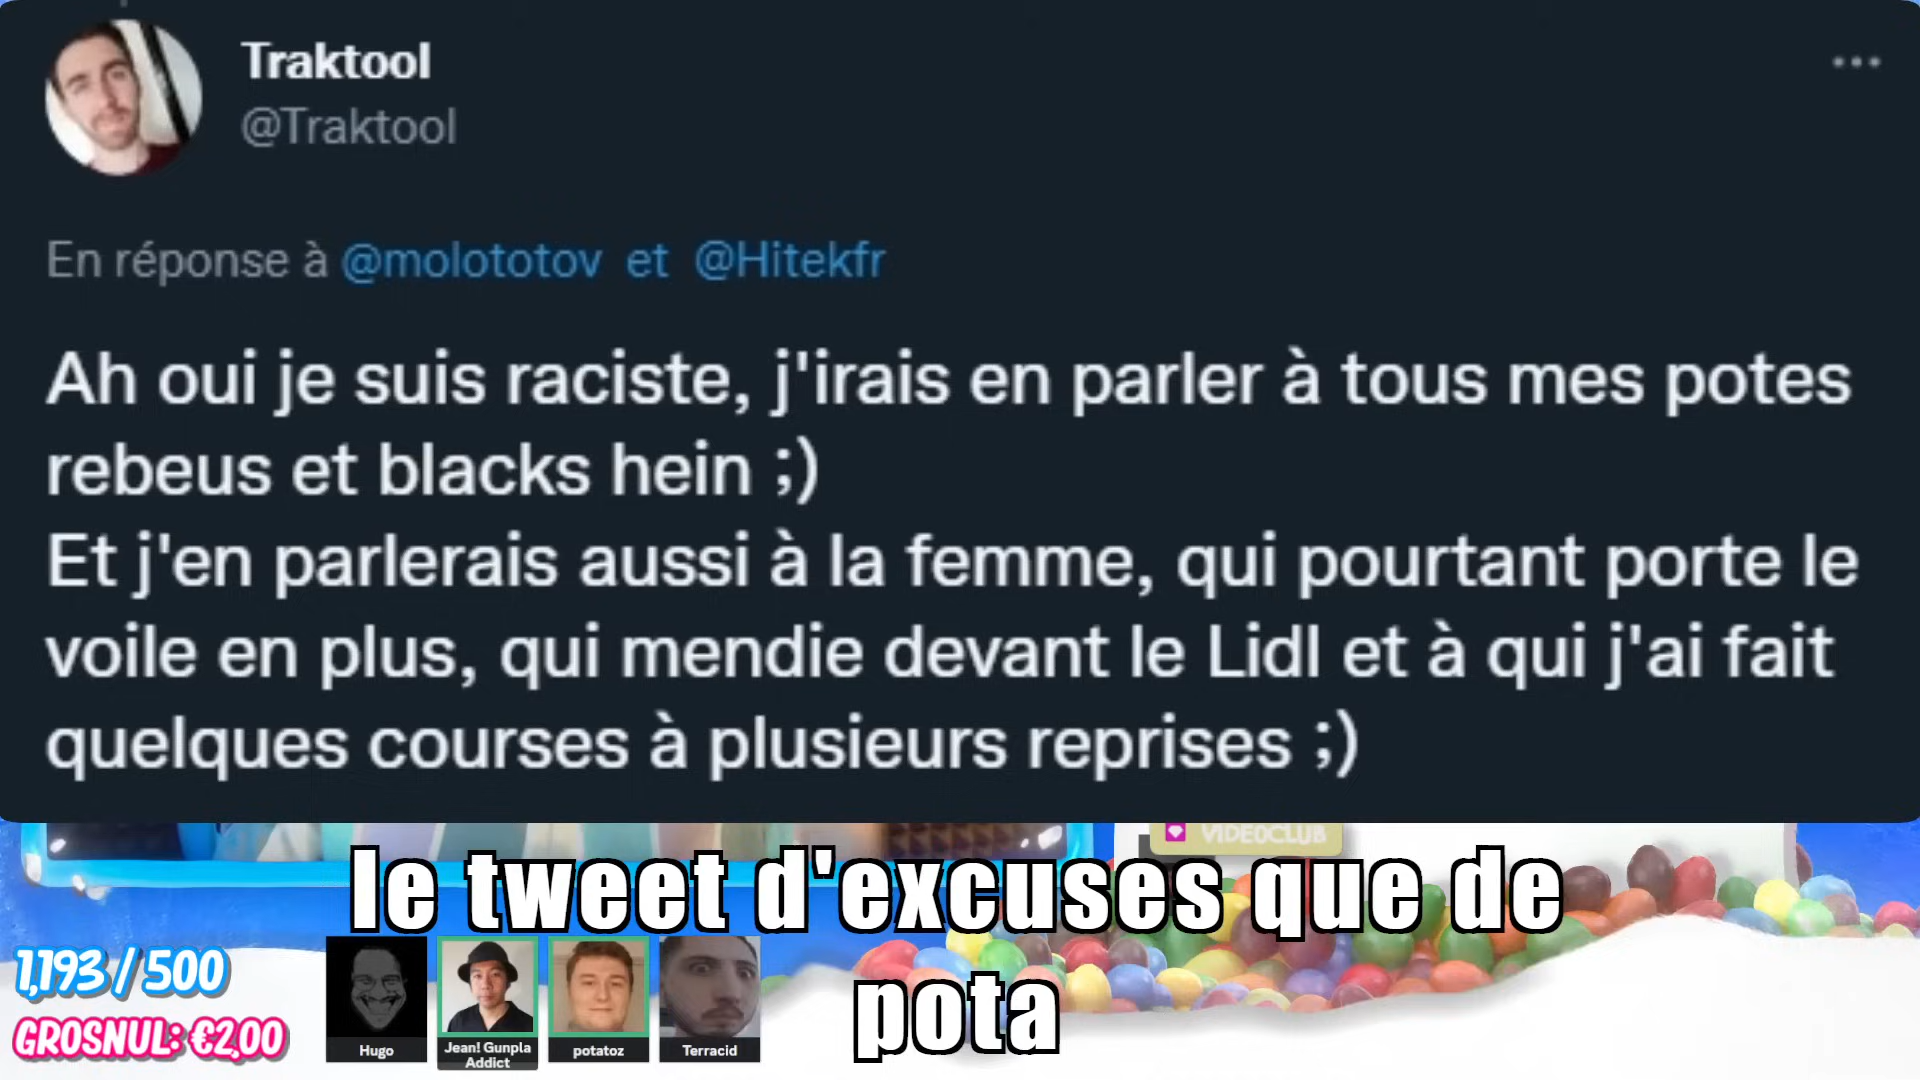 Traktool
@Traktool
En réponse à @molototov et @Hitekfr
Ah oui je suis raciste, j'irais en parler à tous mes potes
rebeus et blacks hein ;)
Et j'en parlerais aussi à la femme, qui pourtant porte le
voile en plus, qui mendie devant le Lidl et à qui j'ai fait
quelques courses à plusieurs reprises ;)
VIDEOCLUB
le tweet d'excuses que de
pota
1,193 / 500
GROSNUL: €2,00
Hugo
Jean! Gunpla
Addict
potatoz
Terracid